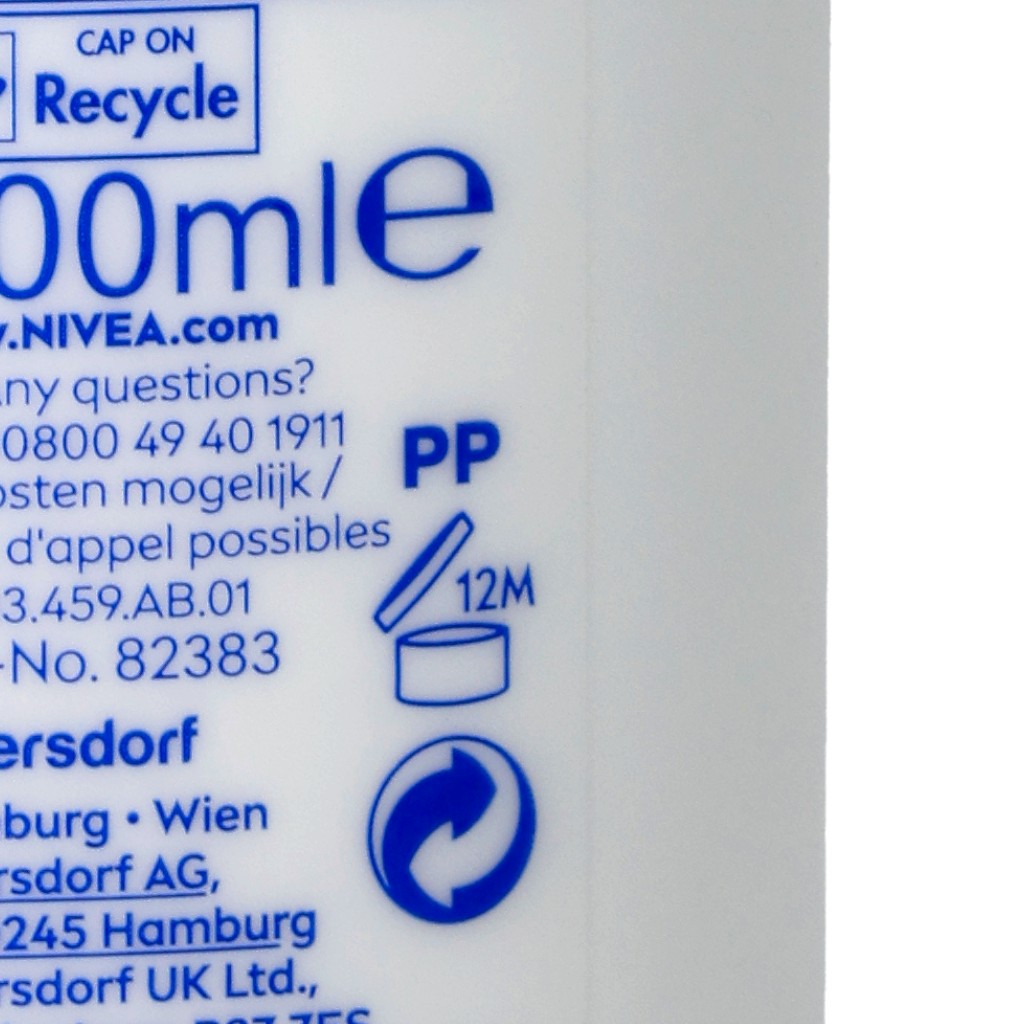 CAP ON
Recycle
00ml e
.NIVEA.com
ny questions?
0800 49 40 1911
osten mogelijk /
PP
d'appel possibles
12M
3.459.AB.01
-No. 82383
ersdorf
burg • Wien
rsdorf AG,
245 Hamburg
rsdorf UK Ltd.,